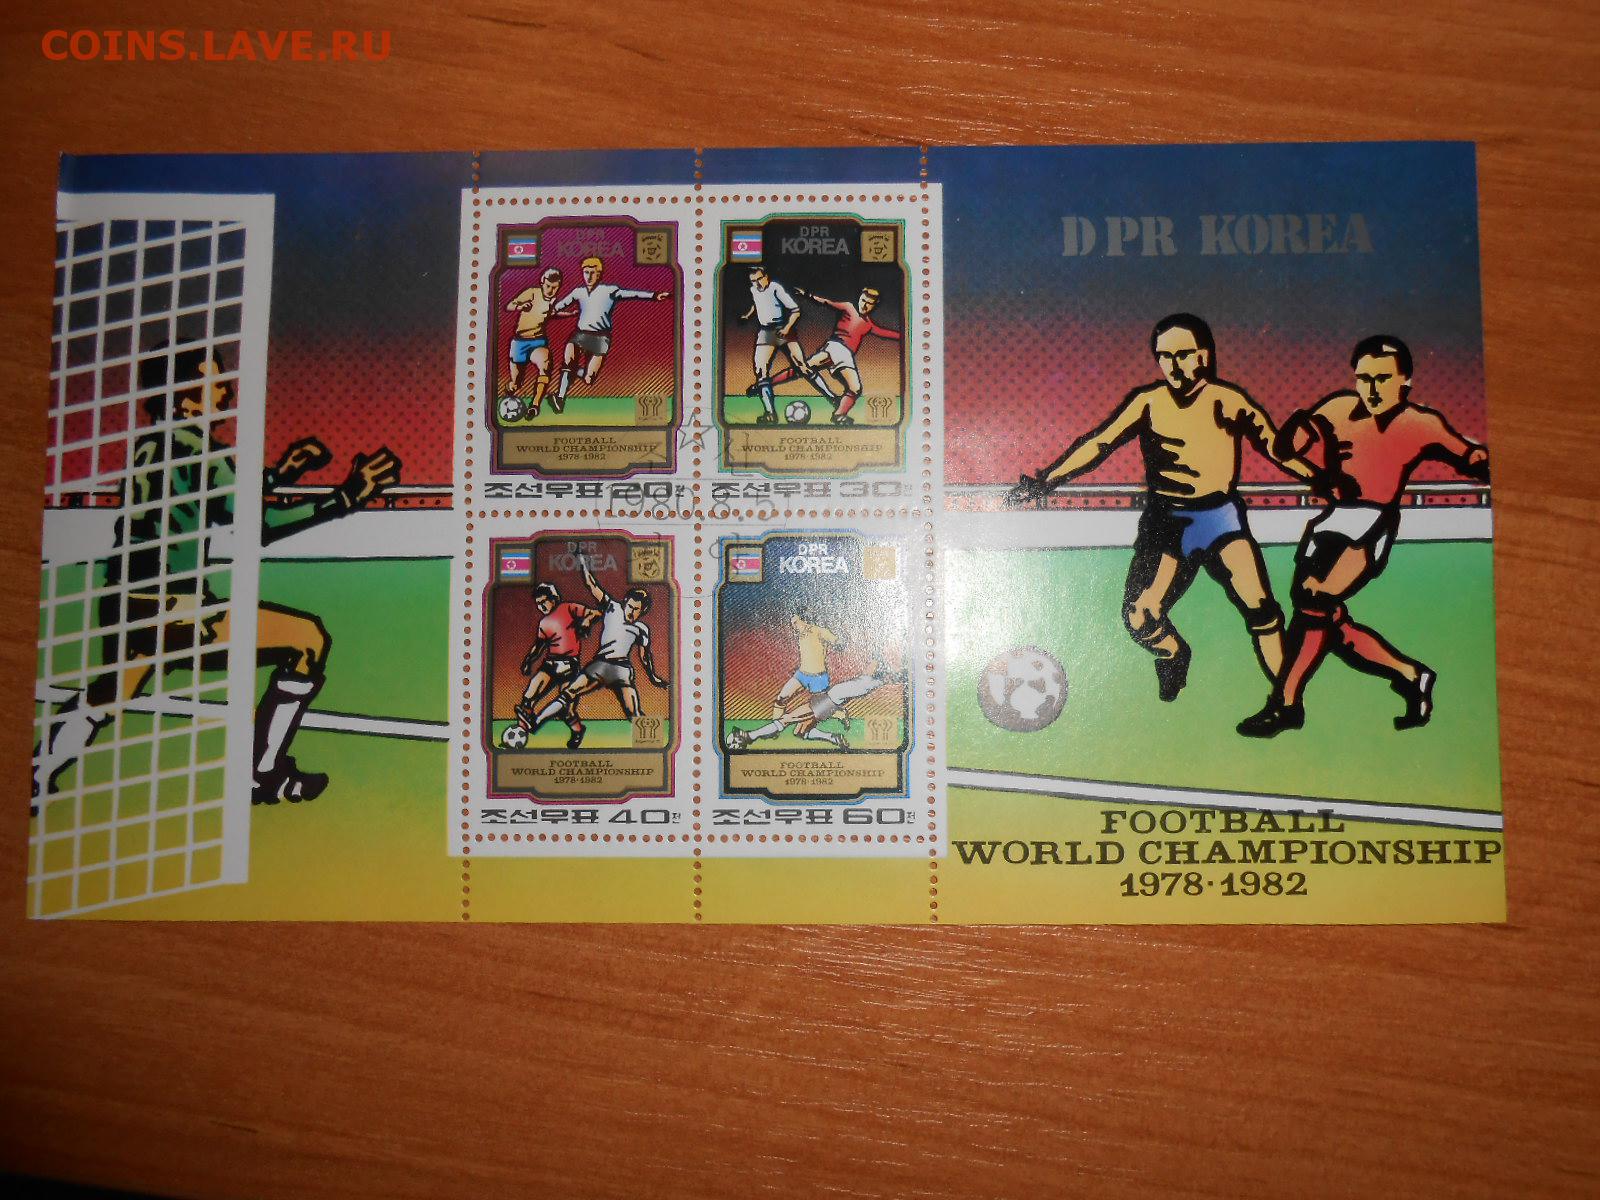 COINS.LAVE.RU
DPR KOREA
DPR
KOREA
FOOTBALL
WORLD CHAMPIONSHIP
1978·1982
조선우표 20전
DPR
KOREA
FOOTBALL
WORLD CHAMPIONSHIP
1978·1982
조선우표 30전
1980.8.5
DPR
KOREA
FOOTBALL
WORLD CHAMPIONSHIP
1978·1982
조선우표 40전
DPR
KOREA
FOOTBALL
WORLD CHAMPIONSHIP
1978·1982
조선우표 60전
FOOTBALL
WORLD CHAMPIONSHIP
1978·1982